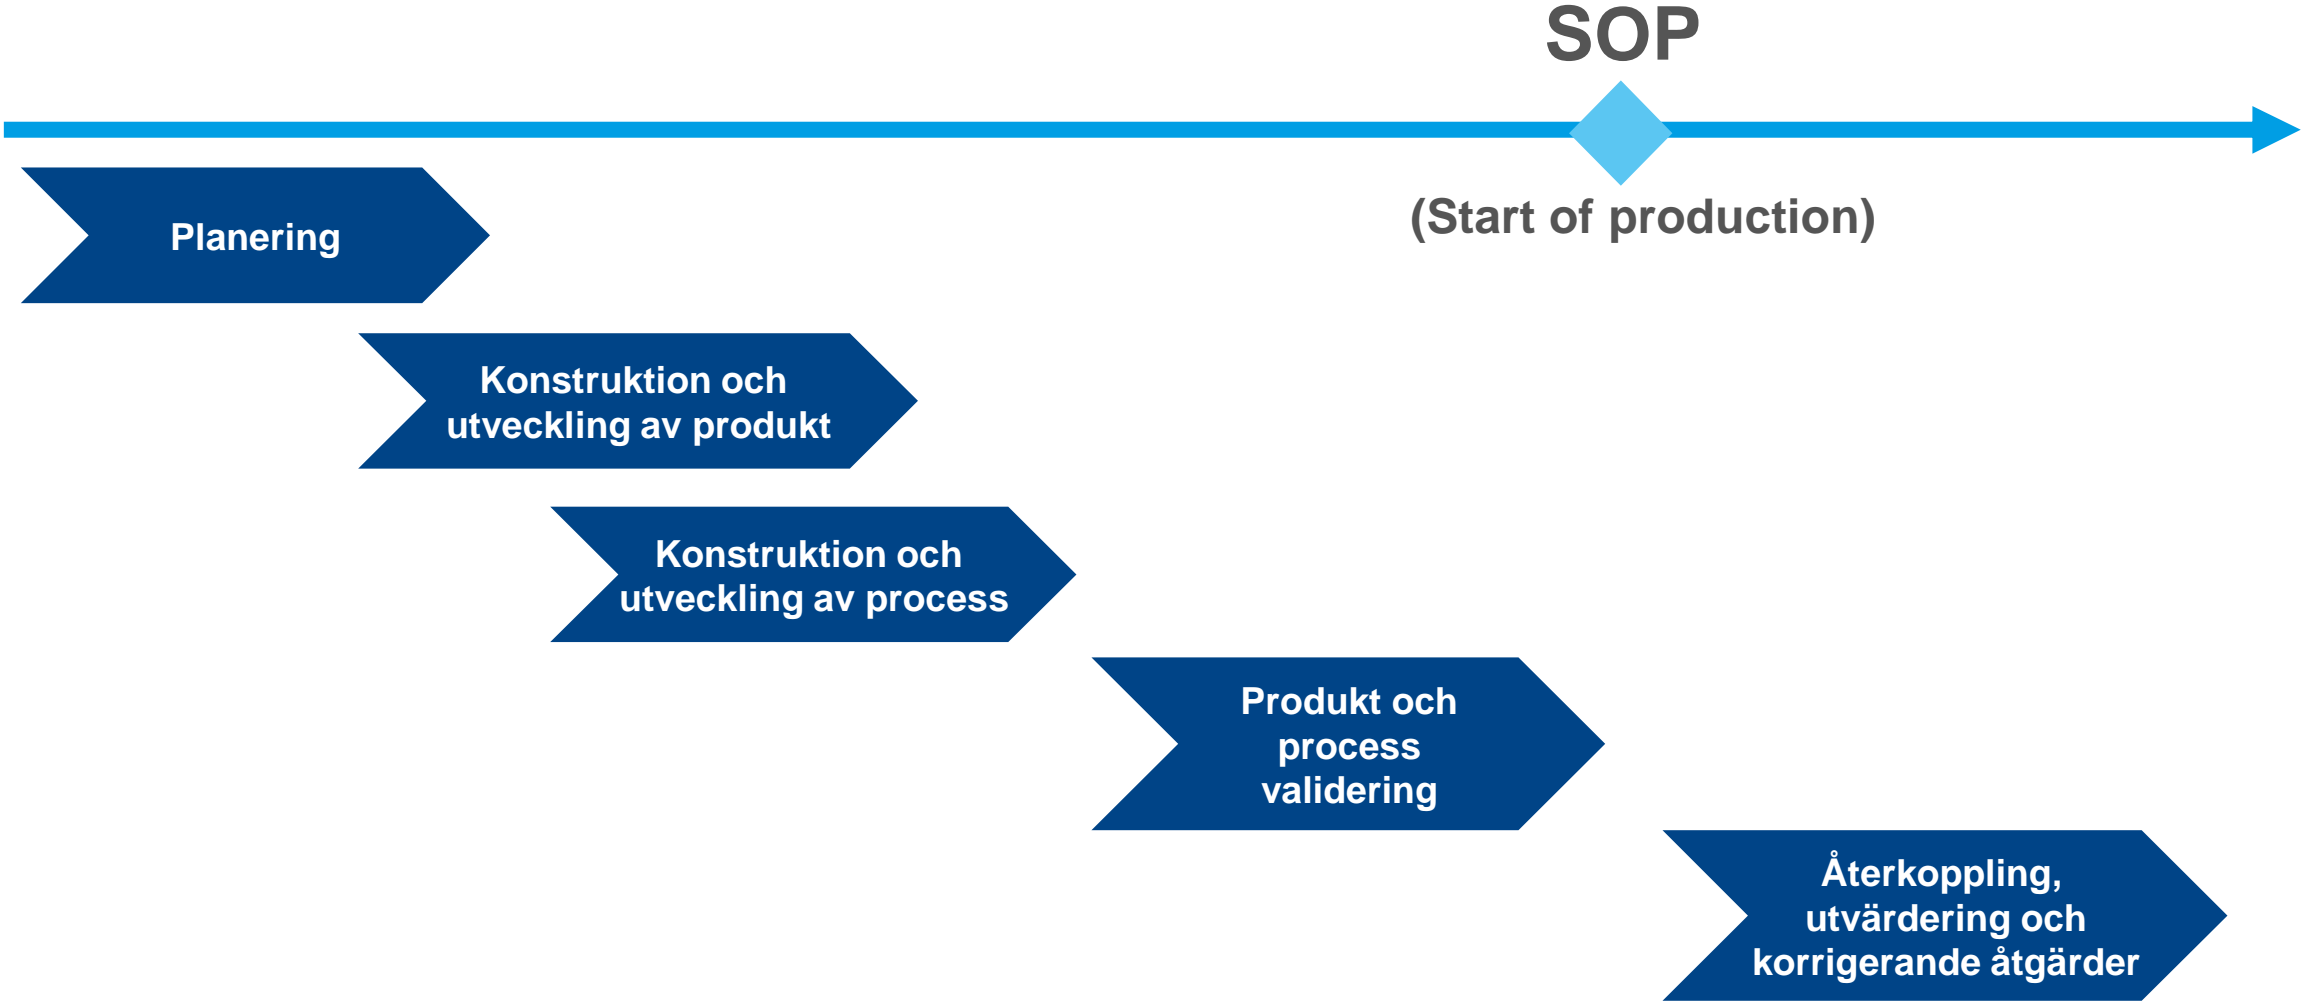 SOP
(Start of production)
Planering
Konstruktion och
utveckling av produkt
Konstruktion och
utveckling av process
Produkt och
process
validering
Återkoppling,
utvärdering och
korrigerande åtgärder